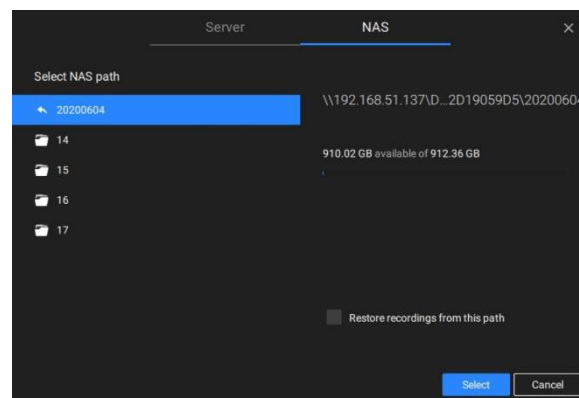 Server
NAS
Select NAS path
20200604
14
15
16
17
\\192.168.51.137\D...2D19059D5\2020060
910.02 GB available of 912.36 GB
Restore recordings from this path
Select
Cancel